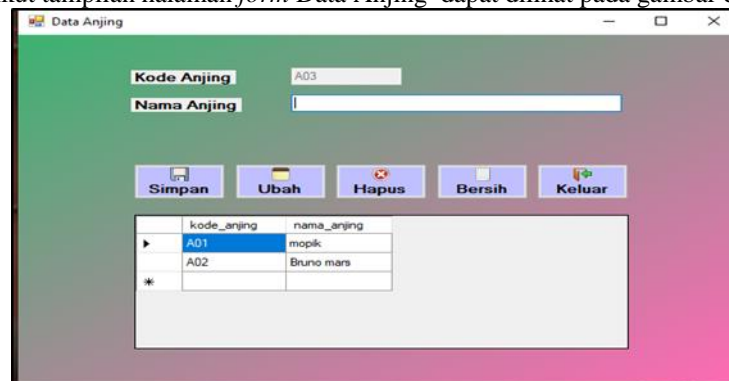 tampilan halaman form Data Anjing dapat dilihat pada gambar
Data Anjing
Kode Anjing A03
Nama Anjing
Simpan Ubah Hapus Bersih Keluar
kode_anjing nama_anjing
A01 mopik
A02 Bruno mars